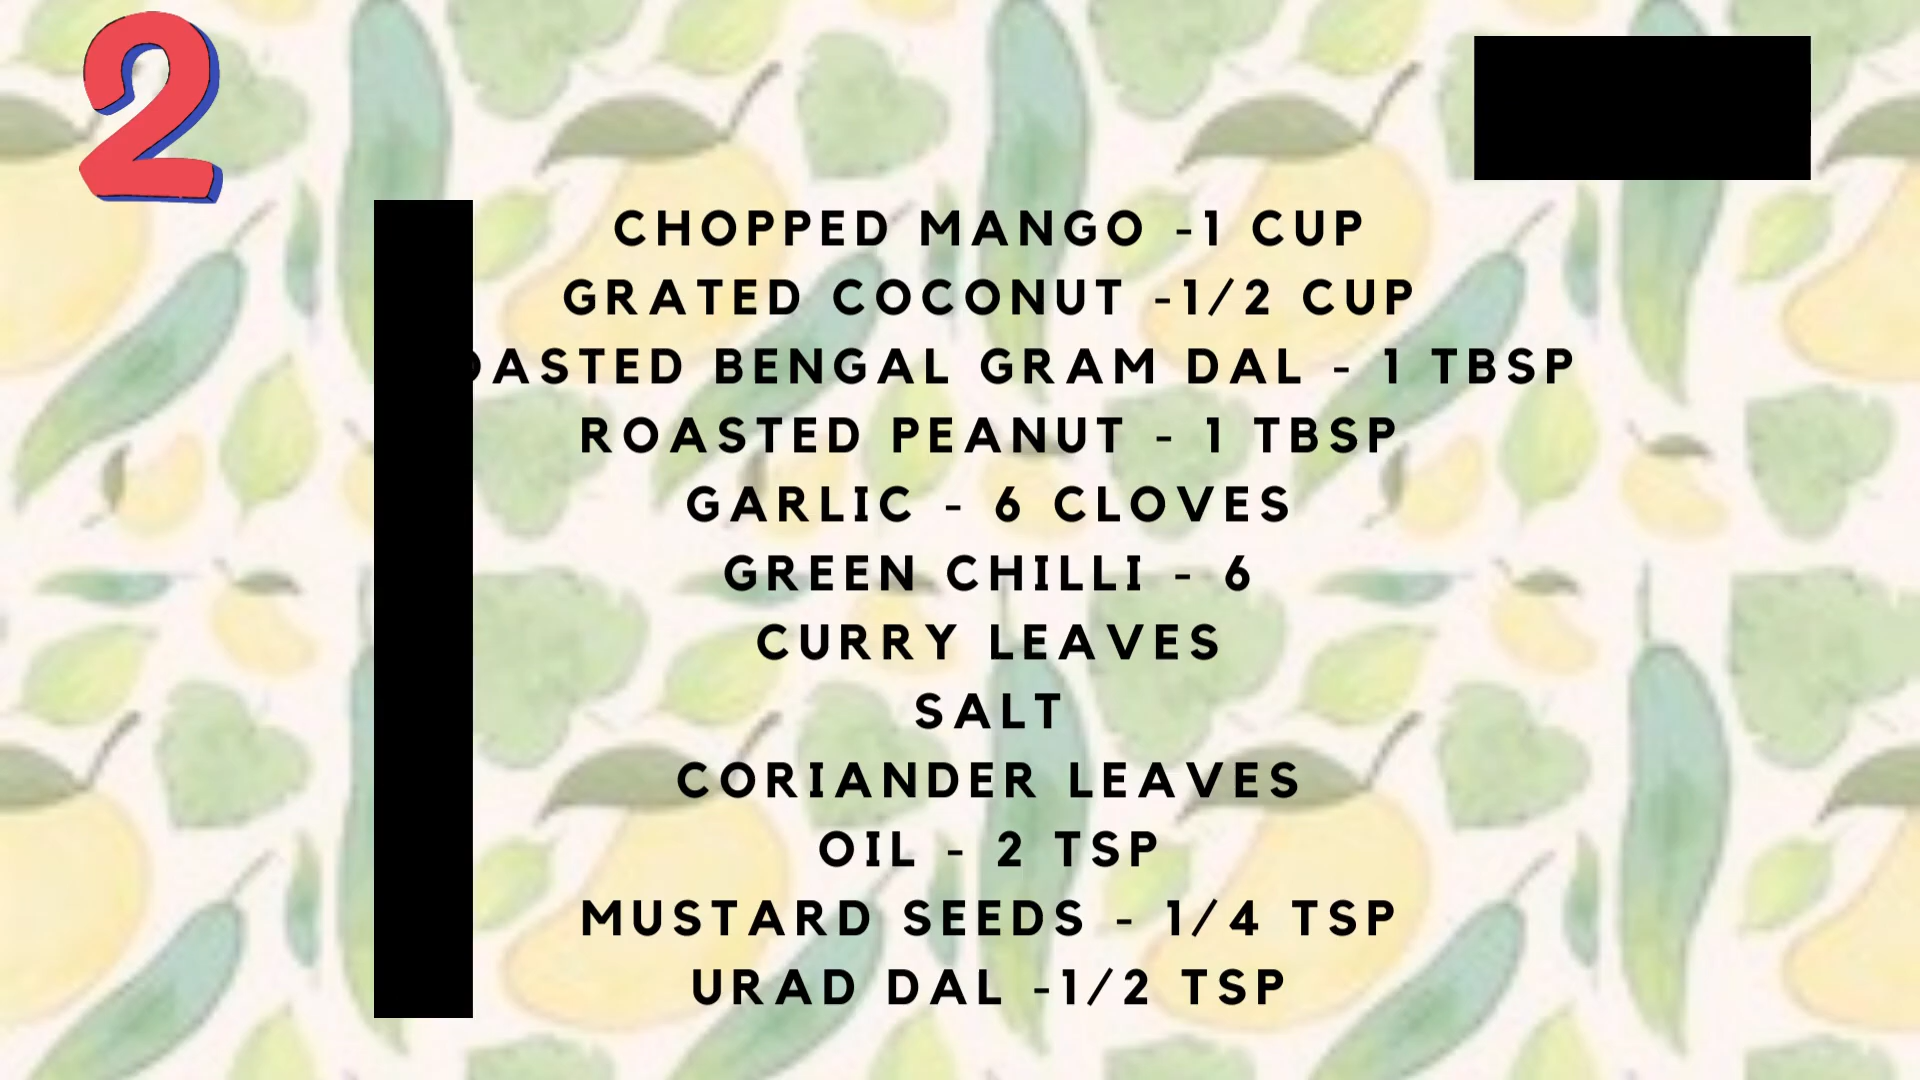 2
CHOPPED MANGO -1 CUP
GRATED COCONUT -1/2 CUP
BENGAL GRAM DAL - 1 TBSP
ROASTED PEANUT - 1 TBSP
GARLIC - 6 CLOVES
GREEN CHILLI - 6
CURRY LEAVES
SALT
CORIANDER LEAVES
OIL - 2 TSP
MUSTARD SEEDS - 1/4 TSP
URAD DAL -1/2 TSP